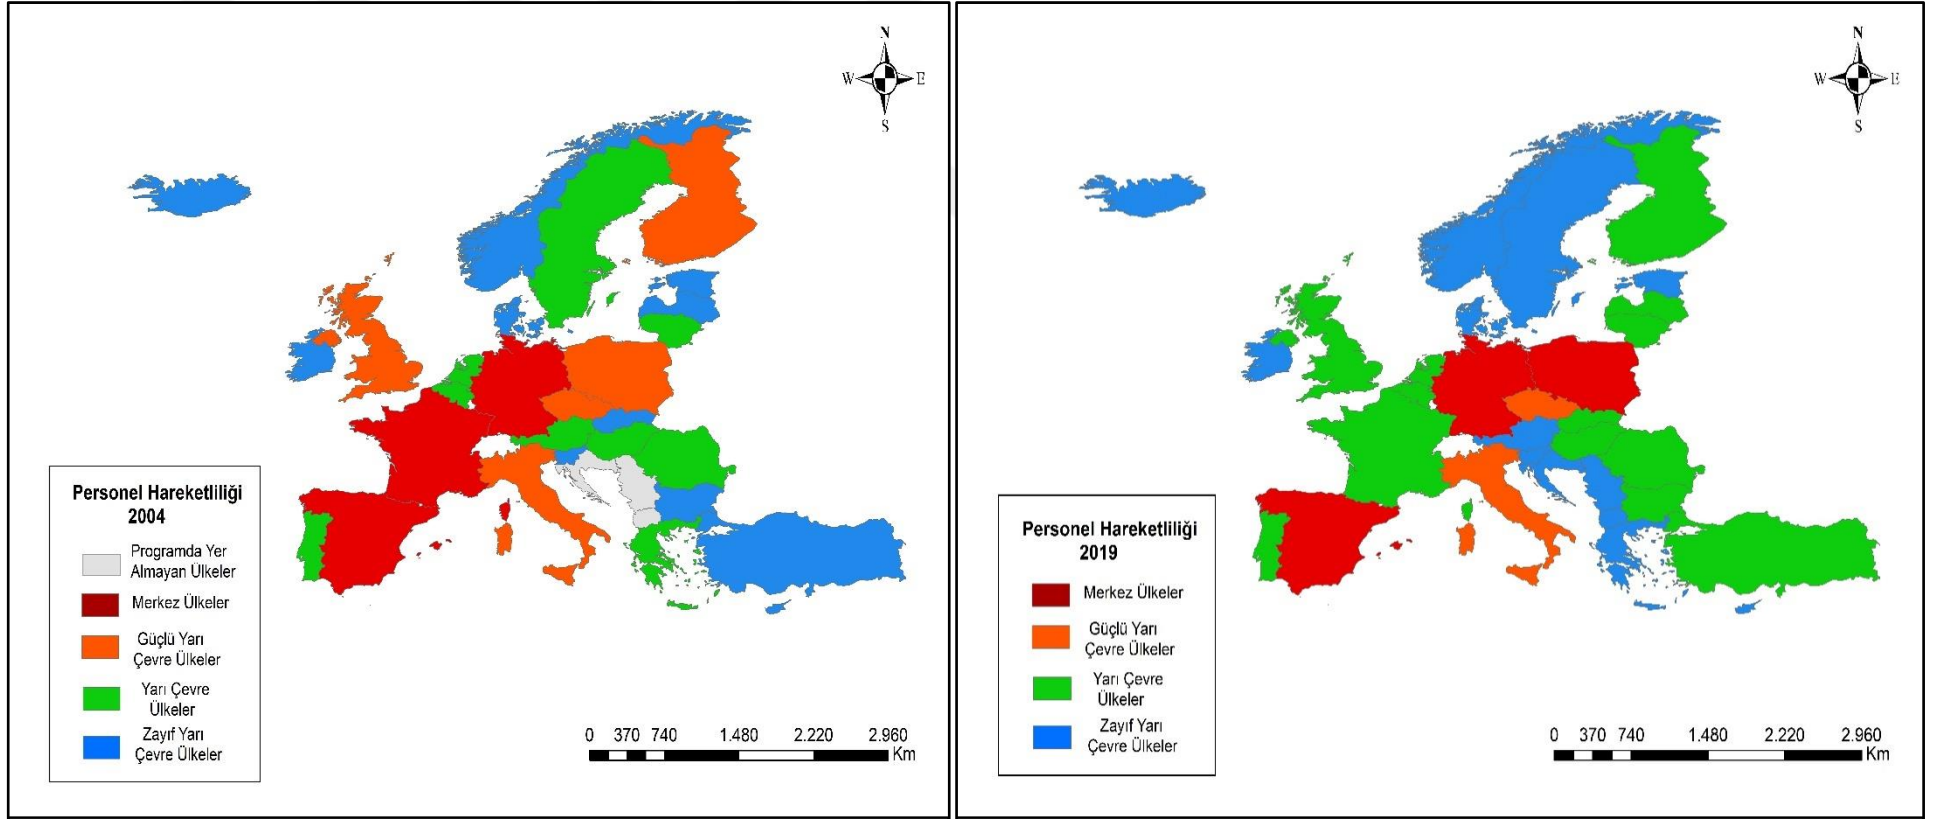 N
W E
S
Personel Hareketliliği
2004
Programda Yer
Almayan Ülkeler
Merkez Ülkeler
Güçlü Yarı
Çevre Ülkeler
Yarı Çevre
Ülkeler
Zayıf Yarı
Çevre Ülkeler
0 370 740 1.480 2.220 2.960
Km
N
W E
S
Personel Hareketliliği
2019
Merkez Ülkeler
Güçlü Yarı
Çevre Ülkeler
Yarı Çevre
Ülkeler
Zayıf Yarı
Çevre Ülkeler
0 370 740 1.480 2.220 2.960
Km